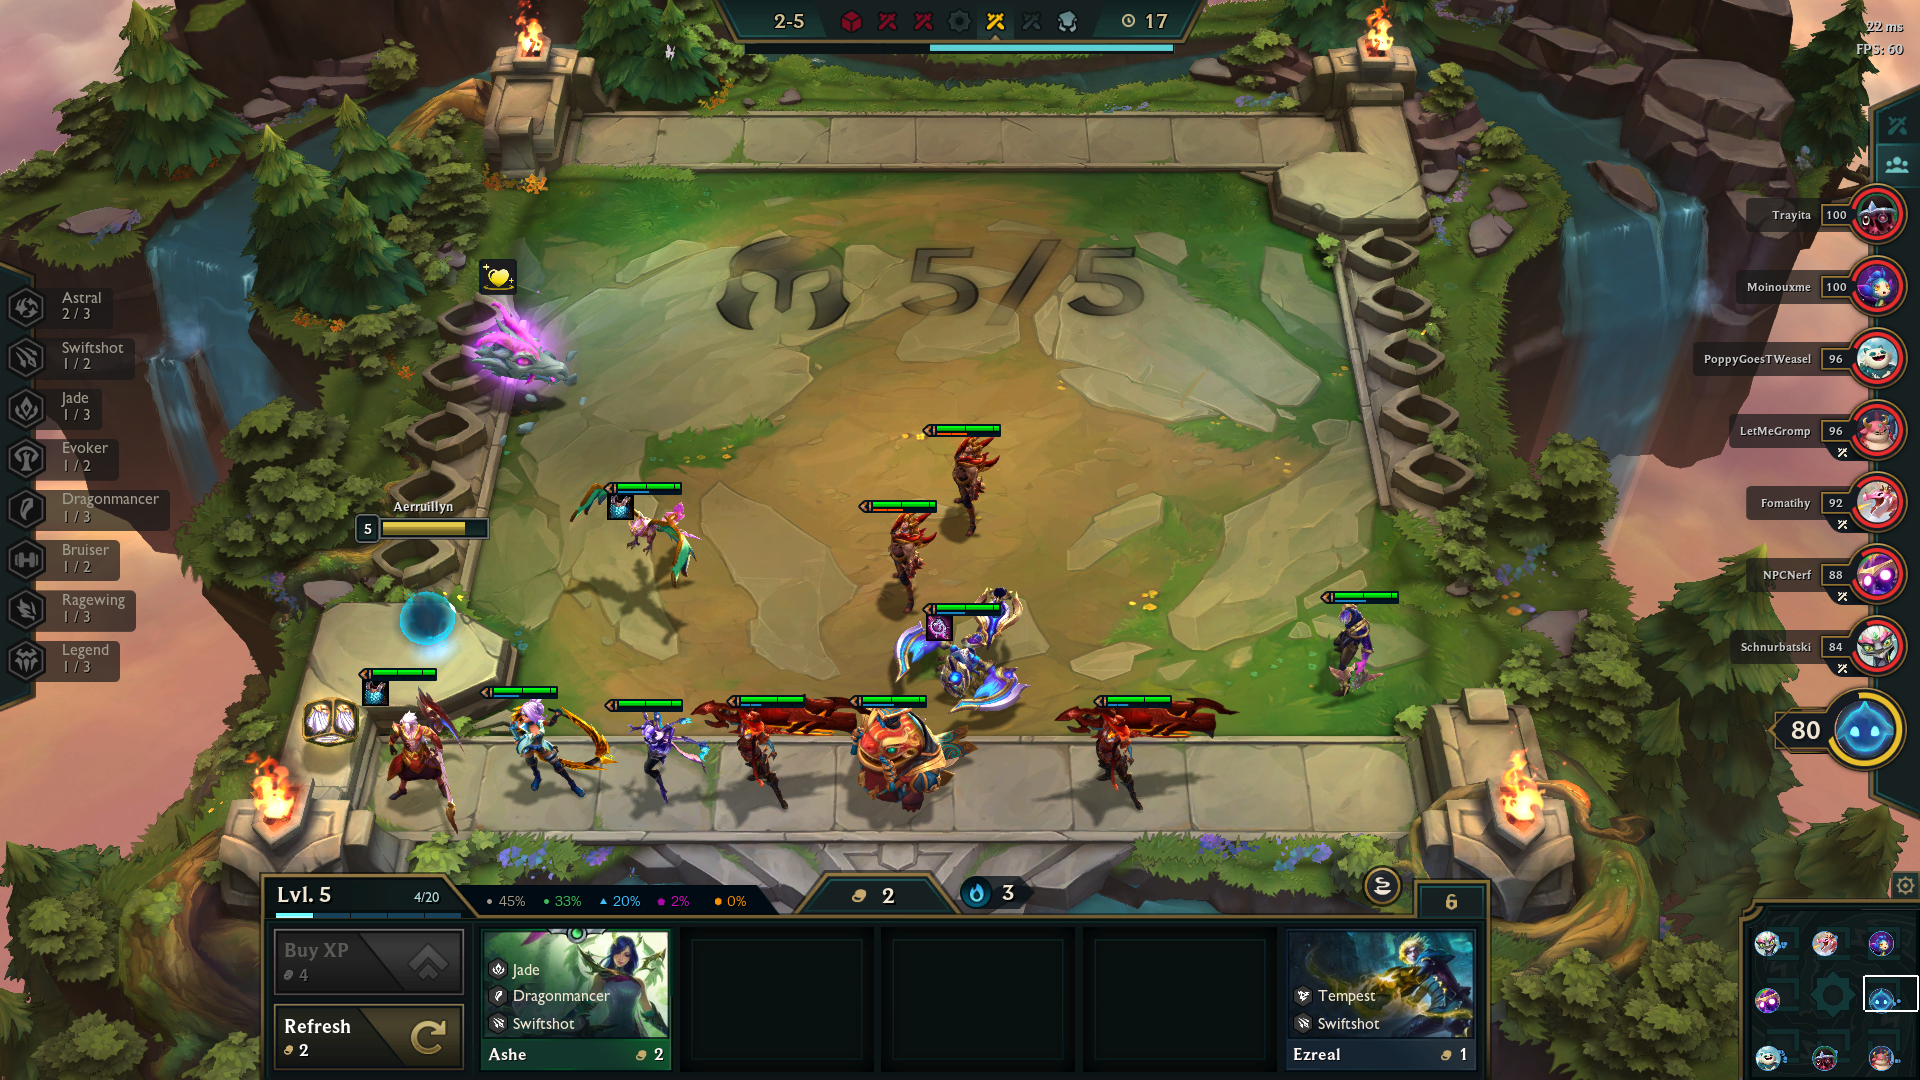 2-5
17
22 ms
FPS: 60
5/5
Astral
2 / 3
Swiftshot
1 / 2
Jade
1 / 3
Evoker
1 / 2
Dragonmancer
1 / 3
Bruiser
1 / 2
Ragewing
1 / 3
Legend
1 / 3
Aerruillyn
5
Trayita 100
Moinouxme 100
PoppyGoesTWeasel 96
LetMeGromp 96
Fomatihy 92
NPCNerf 88
Schnurbatski 84
80
Lvl. 5 4/20
45% 33% 20% 2% 0%
2
3
6
Buy XP
4
Refresh
2
Jade
Dragonmancer
Swiftshot
Ashe 2
Tempest
Swiftshot
Ezreal 1